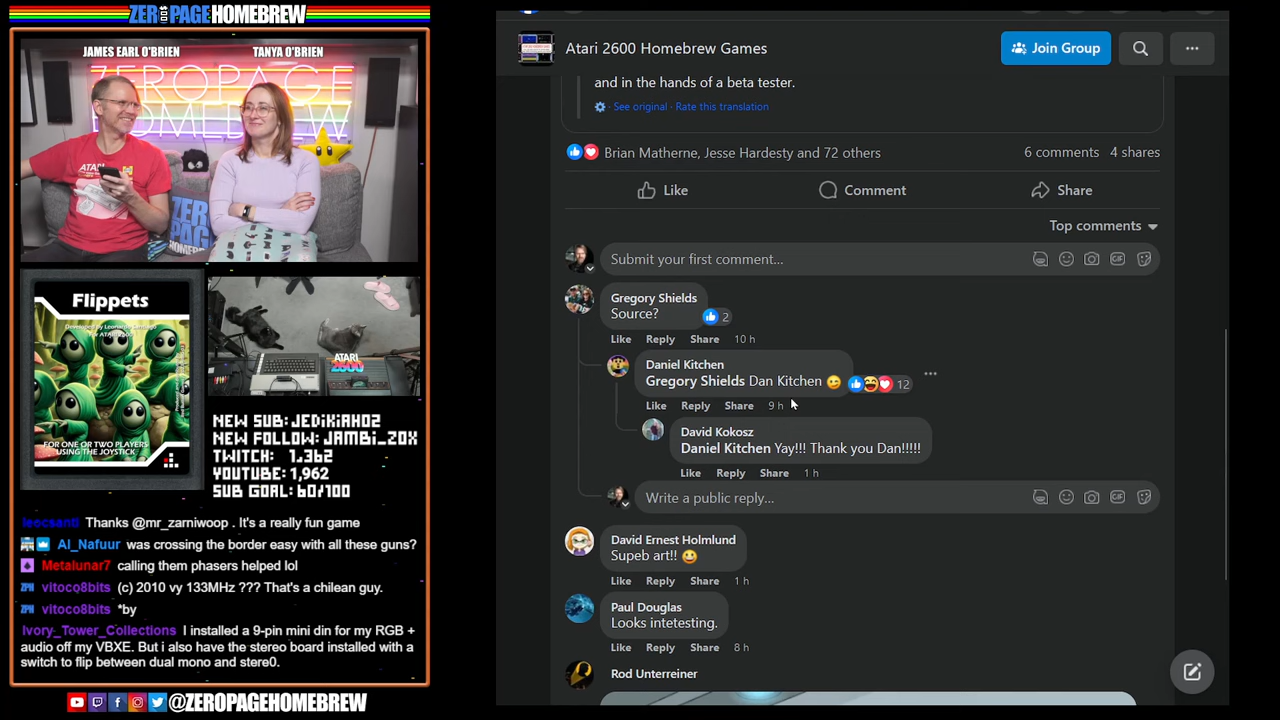 ZEROPAGEHOMEBREW
JAMES EARL O'BRIEN
TANYA O'BRIEN
ZEROPAGE
HOMEBREW
ATARI
ZERO
PAGE
HOMEBREW
Flippets
FOR ONE OR TWO PLAYERS
USING THE JOYSTICK
ATARI
2600
NEW SUB: JEDIKIAH02
NEW FOLLOW: JAMBI_ZOX
TWITCH: 1,362
YOUTUBE: 1,962
SUB GOAL: 60/100
leocsanti Thanks @mr_zarniwoop . It's a really fun game
Al_Nafuur was crossing the border easy with all these guns?
Metalunar7 calling them phasers helped lol
ZPH vitoco8bits (c) 2010 vy 133MHz ??? That's a chilean guy.
ZPH vitoco8bits *by
Ivory_Tower_Collections I installed a 9-pin mini din for my RGB +
audio off my VBXE. But i also have the stereo board installed with a
switch to flip between dual mono and stere0.
@ZEROPAGEHOMEBREW
Atari 2600 Homebrew Games
Join Group
and in the hands of a beta tester.
See original · Rate this translation
Brian Matherne, Jesse Hardesty and 72 others
6 comments 4 shares
Like Comment Share
Top comments
Submit your first comment...
GIF
Gregory Shields
Source?
2
Like Reply Share 10 h
Daniel Kitchen
Gregory Shields Dan Kitchen 😉
12
Like Reply Share 9 h
David Kokosz
Daniel Kitchen Yay!!! Thank you Dan!!!!!
Like Reply Share 1 h
Write a public reply...
GIF
David Ernest Holmlund
Supeb art!! 😀
Like Reply Share 1 h
Paul Douglas
Looks intetesting.
Like Reply Share 8 h
Rod Unterreiner